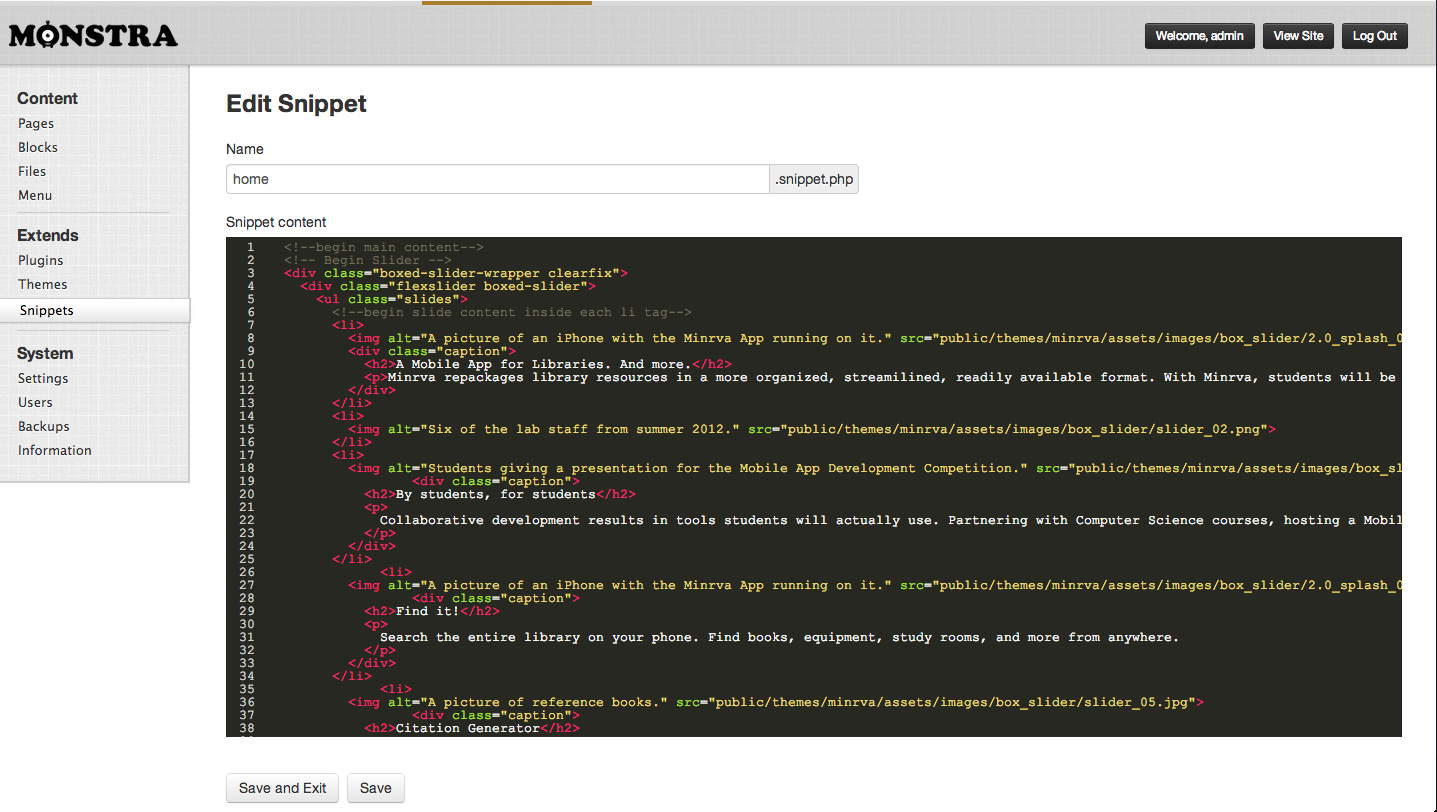 MONSTRA
Welcome, admin
View Site
Log Out
Content
Pages
Blocks
Files
Menu
Extends
Plugins
Themes
Snippets
System
Settings
Users
Backups
Information
Edit Snippet
Name
home .snippet.php
Snippet content
1 <!--begin main content-->
2 <!-- Begin Slider -->
3 <div class="boxed-slider-wrapper clearfix">
4 <div class="flexslider boxed-slider">
5 <ul class="slides">
6 <!--begin slide content inside each li tag-->
7 <li>
8 <img alt="A picture of an iPhone with the Minrva App running on it." src="public/themes/minrva/assets/images/box_slider/2.0_splash_0
9 <div class="caption">
10 <h2>A Mobile App for Libraries. And more.</h2>
11 <p>Minrva repackages library resources in a more organized, streamilined, readily available format. With Minrva, students will be
12 </div>
13 </li>
14 <li>
15 <img alt="Six of the lab staff from summer 2012." src="public/themes/minrva/assets/images/box_slider/slider_02.png">
16 </li>
17 <li>
18 <img alt="Students giving a presentation for the Mobile App Development Competition." src="public/themes/minrva/assets/images/box_sl
19 <div class="caption">
20 <h2>By students, for students</h2>
21 <p>
22 Collaborative development results in tools students will actually use. Partnering with Computer Science courses, hosting a Mobil
23 </p>
24 </div>
25 </li>
26 <li>
27 <img alt="A picture of an iPhone with the Minrva App running on it." src="public/themes/minrva/assets/images/box_slider/2.0_splash_0
28 <div class="caption">
29 <h2>Find it!</h2>
30 <p>
31 Search the entire library on your phone. Find books, equipment, study rooms, and more from anywhere.
32 </p>
33 </div>
34 </li>
35 <li>
36 <img alt="A picture of reference books." src="public/themes/minrva/assets/images/box_slider/slider_05.jpg">
37 <div class="caption">
38 <h2>Citation Generator</h2>
Save and Exit
Save